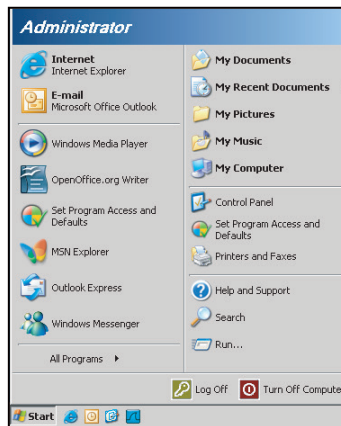 Administrator
Internet
Internet Explorer
E-mail
Microsoft Office Outlook
Windows Media Player
OpenOffice.org Writer
Set Program Access and
Defaults
MSN Explorer
Outlook Express
Windows Messenger
All Programs
My Documents
My Recent Documents
My Pictures
My Music
My Computer
Control Panel
Set Program Access and
Defaults
Printers and Faxes
Help and Support
Search
Run...
Log Off
Turn Off Compute
Start